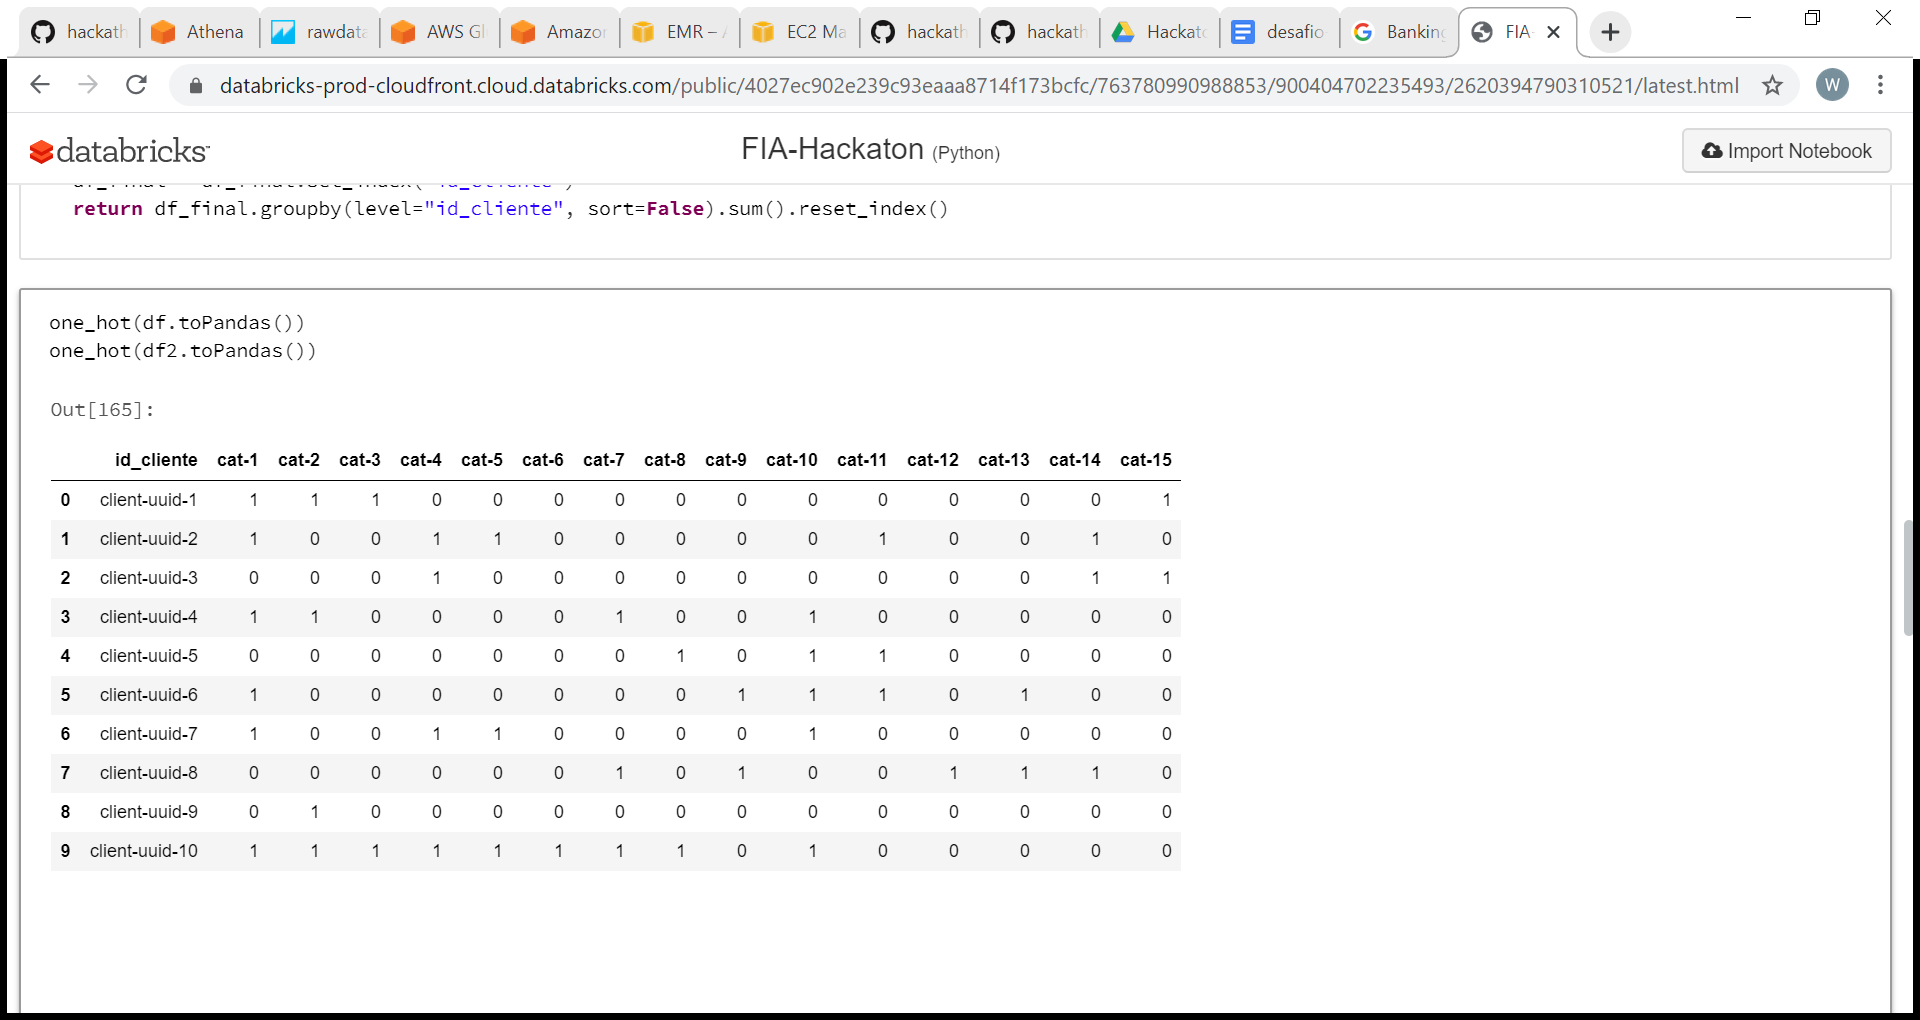 hackath Athena rawdata AWS Gl Amazo EMR – EC2 Ma hackath hackath Hackato desafio Banking FIA-
databricks-prod-cloudfront.cloud.databricks.com/public/4027ec902e239c93eaaa8714f173bcfc/763780990988853/900404702235493/2620394790310521/latest.html W
databricks FIA-Hackaton (Python) Import Notebook
df_final = df_final.set_index("id_cliente")
return df_final.groupby(level="id_cliente", sort=False).sum().reset_index()
one_hot(df.toPandas())
one_hot(df2.toPandas())
Out[165]:
id_cliente cat-1 cat-2 cat-3 cat-4 cat-5 cat-6 cat-7 cat-8 cat-9 cat-10 cat-11 cat-12 cat-13 cat-14 cat-15
0 client-uuid-1 1 1 1 0 0 0 0 0 0 0 0 0 0 0 1
1 client-uuid-2 1 0 0 1 1 0 0 0 0 0 1 0 0 1 0
2 client-uuid-3 0 0 0 1 0 0 0 0 0 0 0 0 0 1 1
3 client-uuid-4 1 1 0 0 0 0 1 0 0 1 0 0 0 0 0
4 client-uuid-5 0 0 0 0 0 0 0 1 0 1 1 0 0 0 0
5 client-uuid-6 1 0 0 0 0 0 0 0 1 1 1 0 1 0 0
6 client-uuid-7 1 0 0 1 1 0 0 0 0 1 0 0 0 0 0
7 client-uuid-8 0 0 0 0 0 0 1 0 1 0 0 1 1 1 0
8 client-uuid-9 0 1 0 0 0 0 0 0 0 0 0 0 0 0 0
9 client-uuid-10 1 1 1 1 1 1 1 1 0 1 0 0 0 0 0